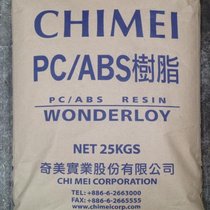 CHIMEI
PC/ABS樹脂
PC/ABS RESIN
WONDERLOY
NET 25KGS
奇美實業股份有限公司
CHI MEI CORPORATION
TEL: +886-6-2663000
FAX: +886-6-2665555
www.chimeicorp.com